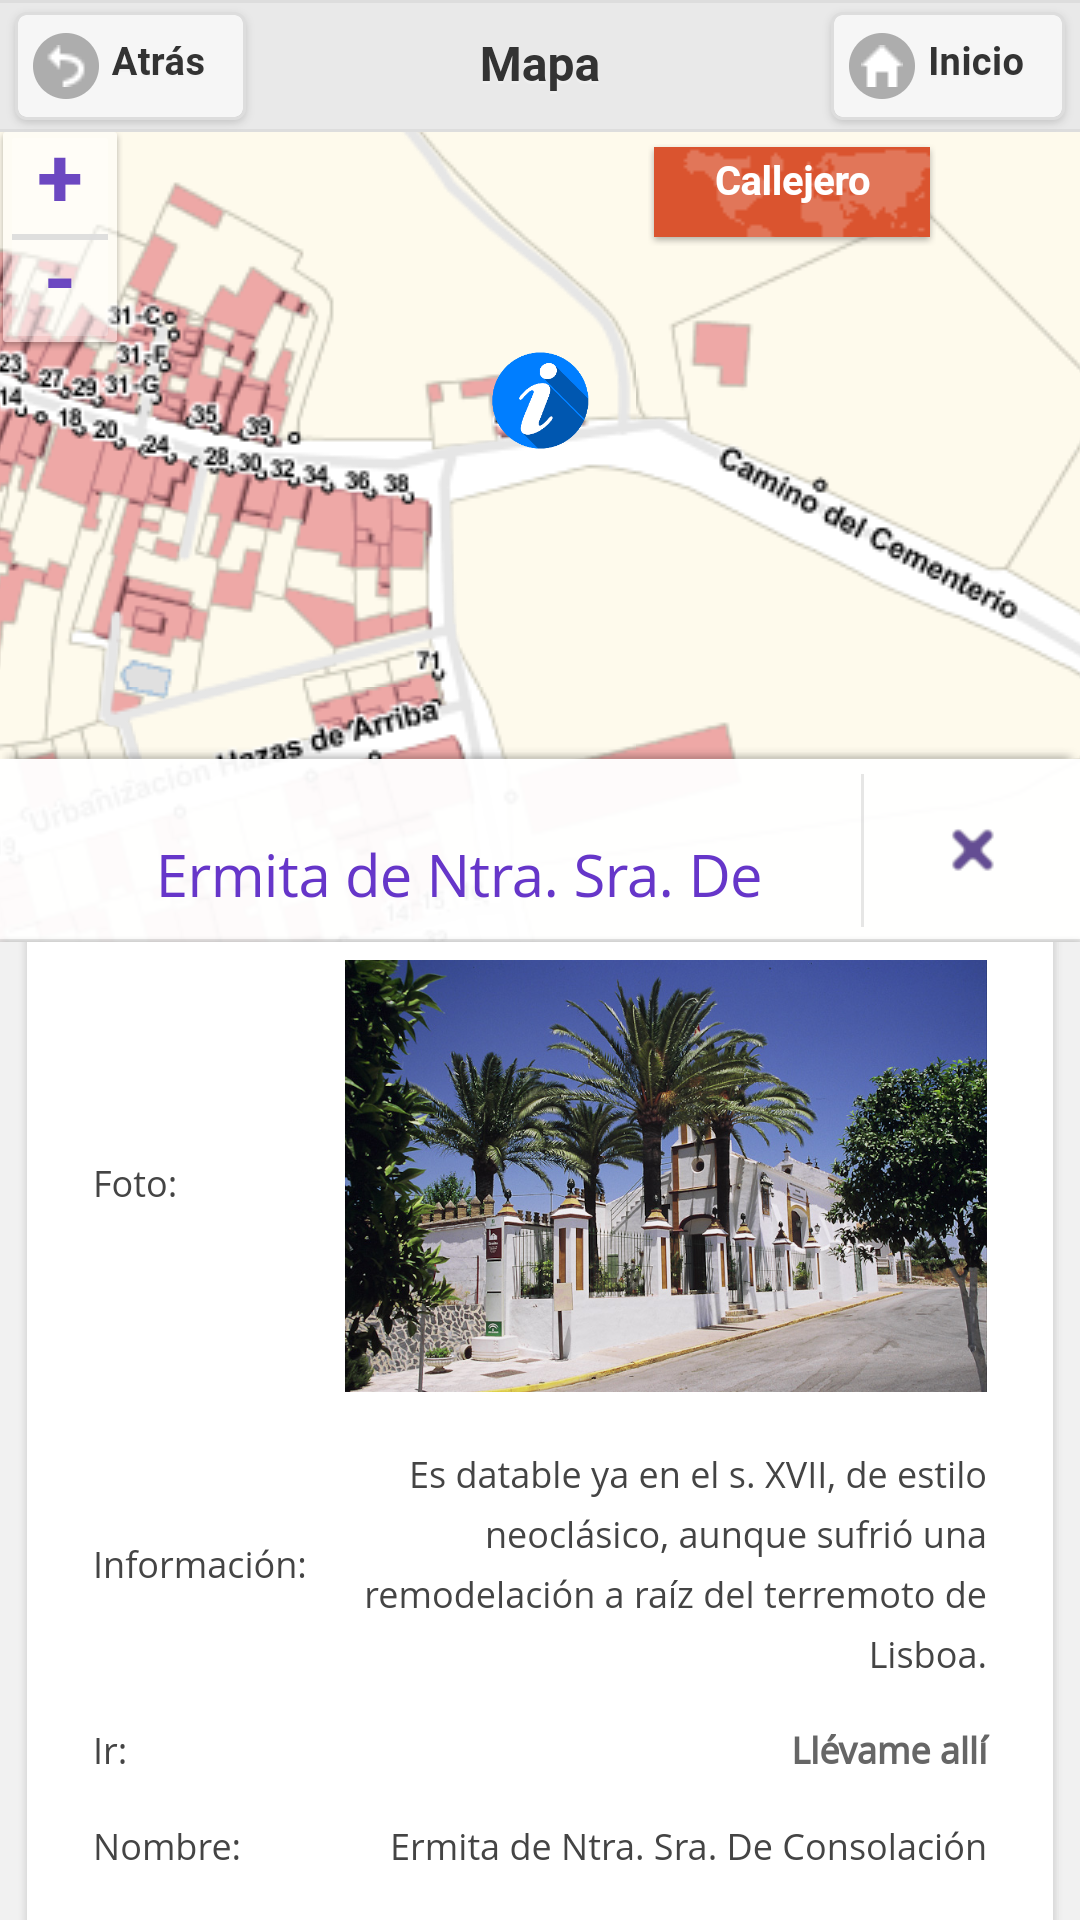 Atrás
Mapa
Inicio
+
Callejero
-
31-C
31-F
23 27 29 31-G
14 18 20 24 35 39
28 30 32 34 36 38
Camino del Cementerio
71
Urbanización Hazas de Arriba
9
Ermita de Ntra. Sra. De
Foto:
Información:
Es datable ya en el s. XVII, de estilo
neoclásico, aunque sufrió una
remodelación a raíz del terremoto de
Lisboa.
Ir:
Llévame allí
Nombre:
Ermita de Ntra. Sra. De Consolación